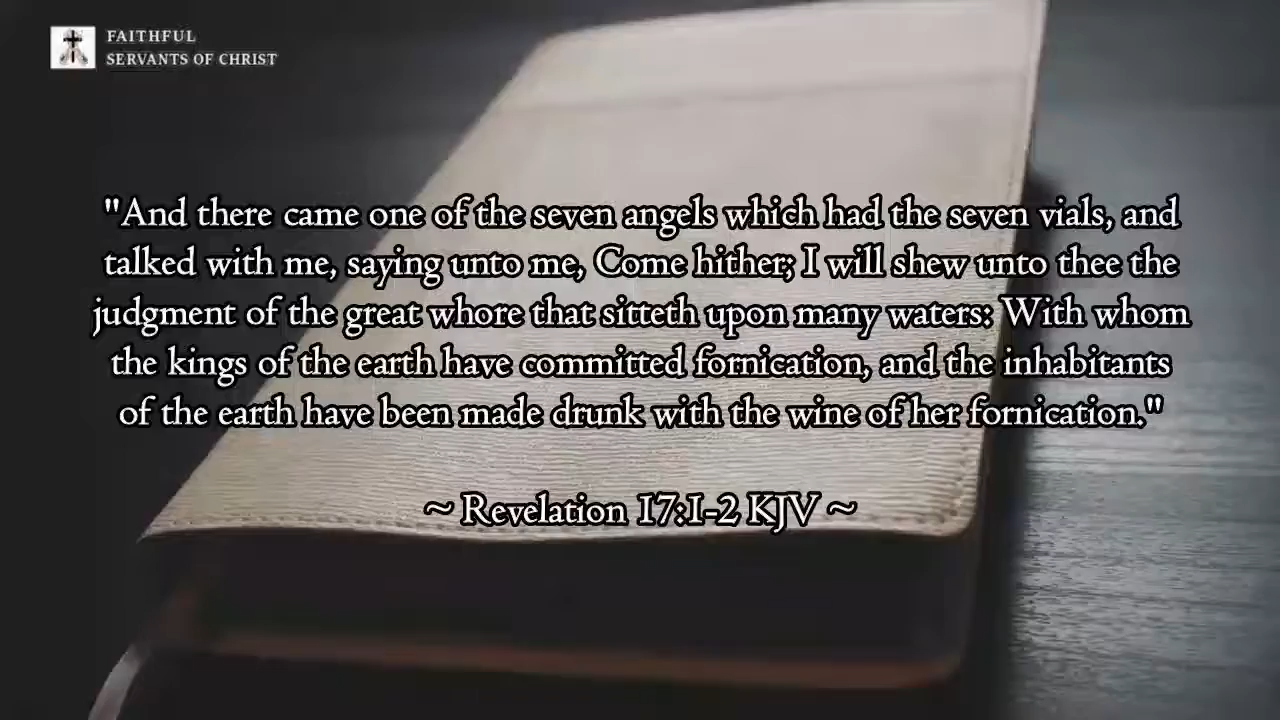 FAITHFUL
SERVANTS OF CHRIST
"And there came one of the seven angels which had the seven vials, and
talked with me, saying unto me, Come hither; I will shew unto thee the
judgment of the great whore that sitteth upon many waters: With whom
the kings of the earth have committed fornication, and the inhabitants
of the earth have been made drunk with the wine of her fornication."
~ Revelation 17:1-2 KJV ~